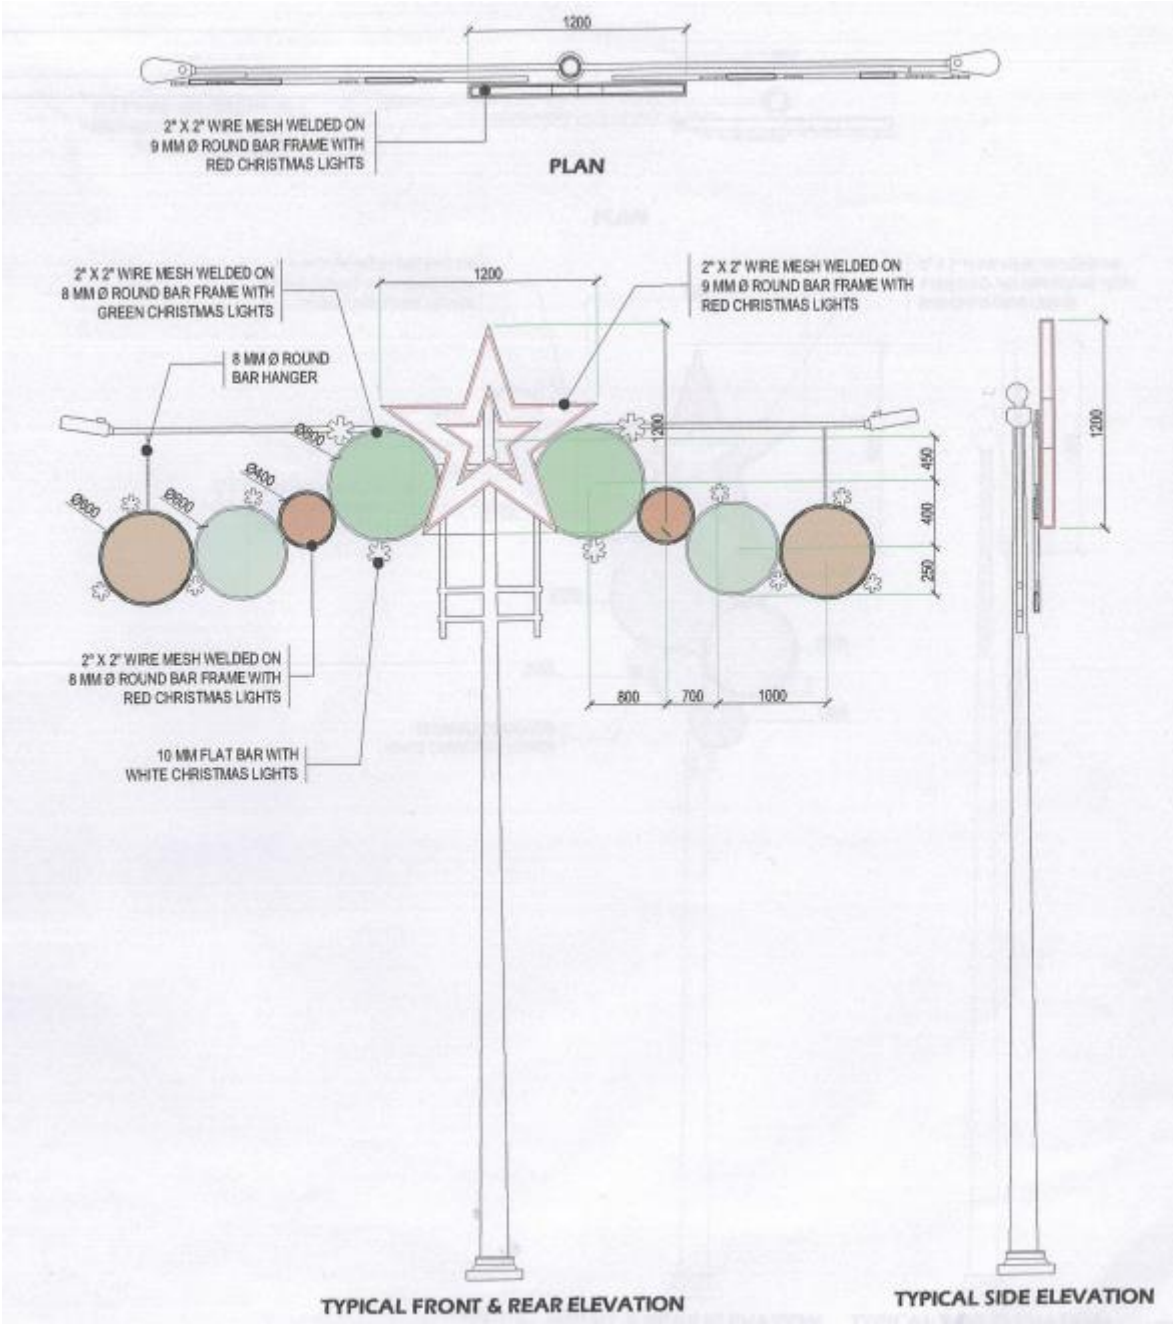 1200
2" X 2" WIRE MESH WELDED ON
9 MM Ø ROUND BAR FRAME WITH
RED CHRISTMAS LIGHTS
PLAN
2" X 2" WIRE MESH WELDED ON
8 MM Ø ROUND BAR FRAME WITH
GREEN CHRISTMAS LIGHTS
1200
2" X 2" WIRE MESH WELDED ON
9 MM Ø ROUND BAR FRAME WITH
RED CHRISTMAS LIGHTS
8 MM Ø ROUND
BAR HANGER
1200
1200
450
400
250
Ø400
Ø600
Ø600
2" X 2" WIRE MESH WELDED ON
8 MM Ø ROUND BAR FRAME WITH
RED CHRISTMAS LIGHTS
800
700
1000
10 MM FLAT BAR WITH
WHITE CHRISTMAS LIGHTS
TYPICAL FRONT & REAR ELEVATION
TYPICAL SIDE ELEVATION